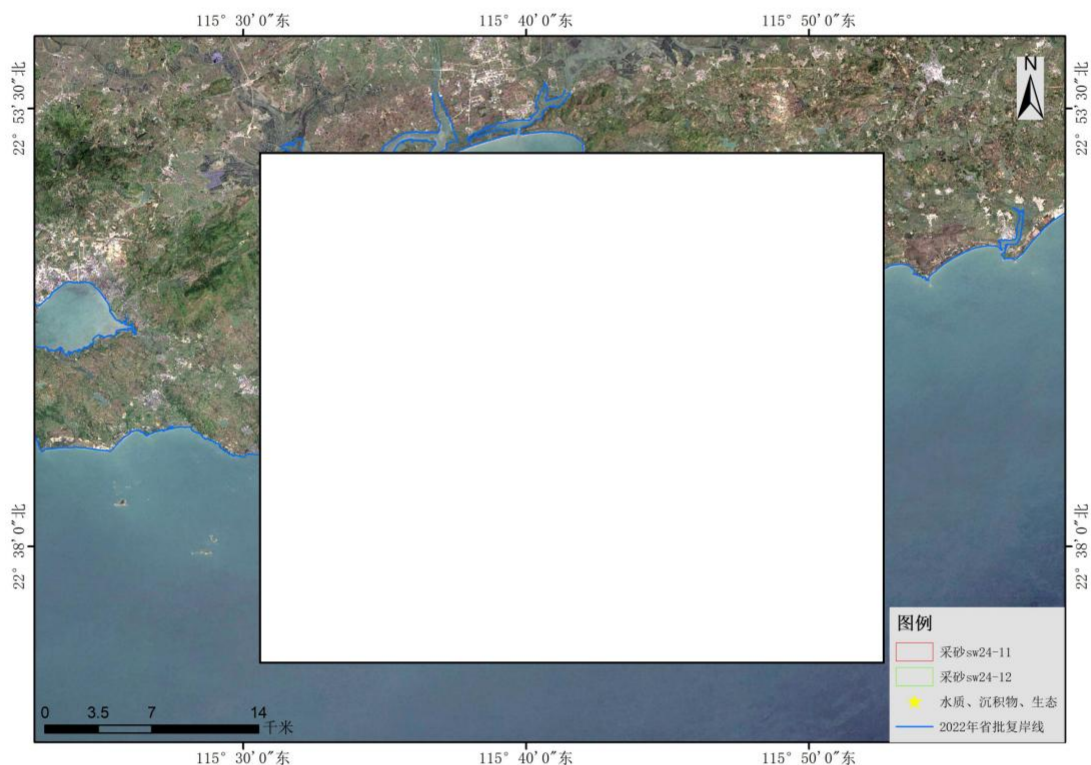 115° 30′0″东 115° 40′0″东 115° 50′0″东
22° 53′30″北
22° 53′30″北
N
22° 38′0″北
22° 38′0″北
图例
采砂sw24-11
采砂sw24-12
水质、沉积物、生态
2022年省批复岸线
0 3.5 7 14
千米
115° 30′0″东 115° 40′0″东 115° 50′0″东